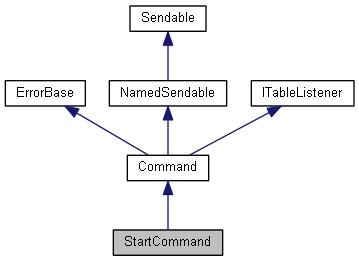 Sendable
ErrorBase
NamedSendable
ITableListener
Command
StartCommand